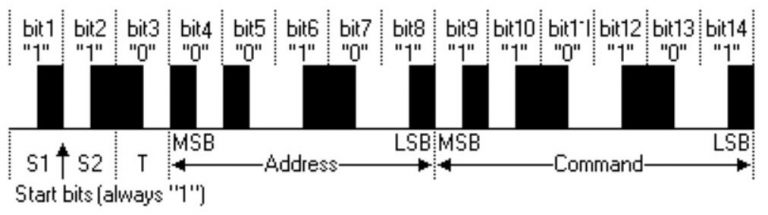 bit1 bit2 bit3 bit4 bit5 bit6 bit7 bit8 bit9 bit10 bit11 bit12 bit13 bit14
"1" "1" "0" "0" "0" "1" "0" "1" "1" "1" "0" "1" "0" "1"
MSB LSB MSB LSB
S1 S2 T Address Command
Start bits (always "1")